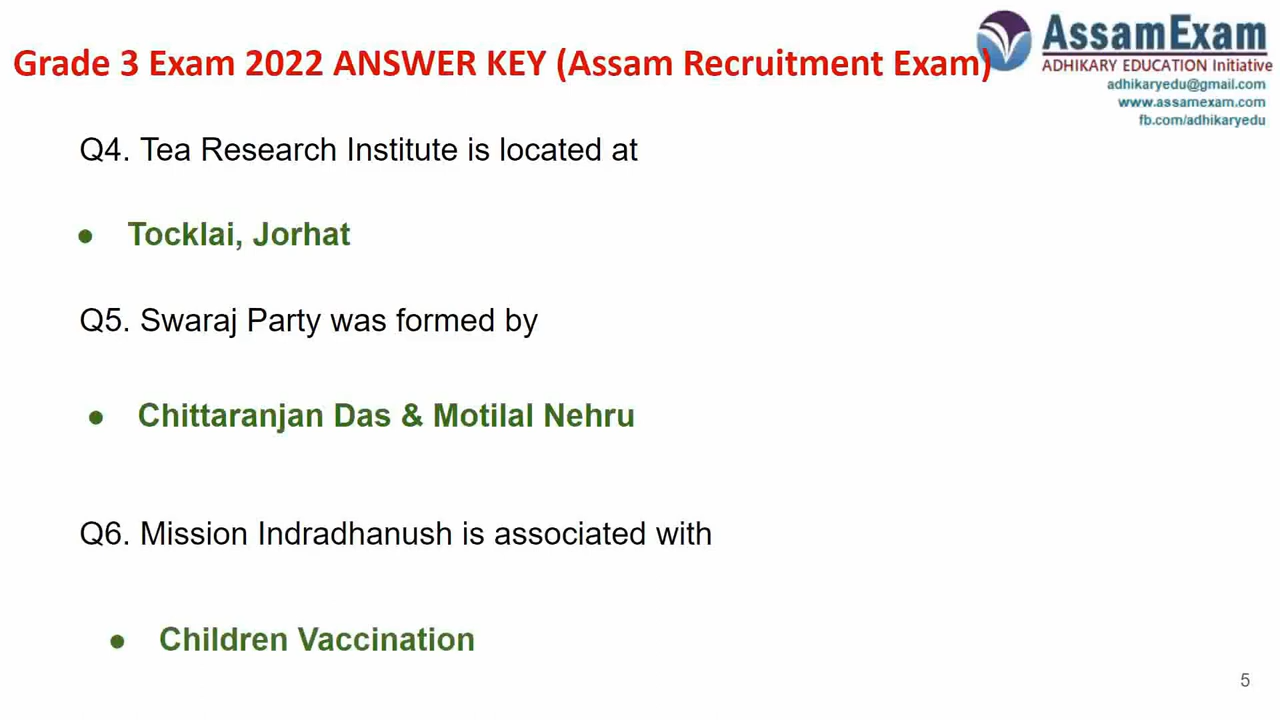 Grade 3 Exam 2022 ANSWER KEY (Assam Recruitment Exam)
AssamExam
ADHIKARY EDUCATION Initiative
adhikaryedu@gmail.com
www.assamexam.com
fb.com/adhikaryedu
Q4. Tea Research Institute is located at
● Tocklai, Jorhat
Q5. Swaraj Party was formed by
● Chittaranjan Das & Motilal Nehru
Q6. Mission Indradhanush is associated with
● Children Vaccination
5